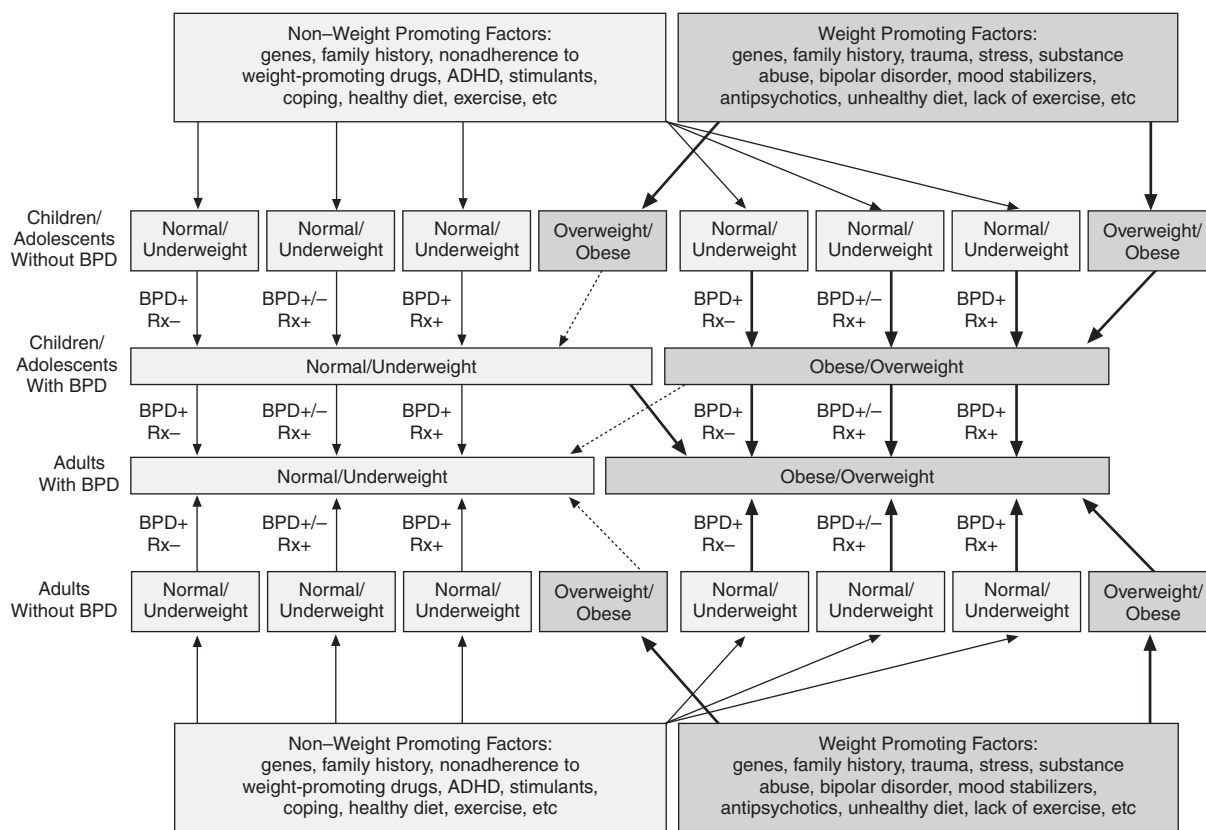 Non–Weight Promoting Factors:
genes, family history, nonadherence to
weight-promoting drugs, ADHD, stimulants,
coping, healthy diet, exercise, etc
Weight Promoting Factors:
genes, family history, trauma, stress, substance
abuse, bipolar disorder, mood stabilizers,
antipsychotics, unhealthy diet, lack of exercise, etc
Children/
Adolescents
Without BPD
Normal/
Underweight
Normal/
Underweight
Normal/
Underweight
Overweight/
Obese
Normal/
Underweight
Normal/
Underweight
Normal/
Underweight
Overweight/
Obese
BPD+
Rx–
BPD+/–
Rx+
BPD+
Rx+
BPD+
Rx–
BPD+/–
Rx+
BPD+
Rx+
Children/
Adolescents
With BPD
Normal/Underweight
Obese/Overweight
BPD+
Rx–
BPD+/–
Rx+
BPD+
Rx+
BPD+
Rx–
BPD+/–
Rx+
BPD+
Rx+
Adults
With BPD
Normal/Underweight
Obese/Overweight
BPD+
Rx–
BPD+/–
Rx+
BPD+
Rx+
BPD+
Rx–
BPD+/–
Rx+
BPD+
Rx+
Adults
Without BPD
Normal/
Underweight
Normal/
Underweight
Normal/
Underweight
Overweight/
Obese
Normal/
Underweight
Normal/
Underweight
Normal/
Underweight
Overweight/
Obese
Non–Weight Promoting Factors:
genes, family history, nonadherence to
weight-promoting drugs, ADHD, stimulants,
coping, healthy diet, exercise, etc
Weight Promoting Factors:
genes, family history, trauma, stress, substance
abuse, bipolar disorder, mood stabilizers,
antipsychotics, unhealthy diet, lack of exercise, etc